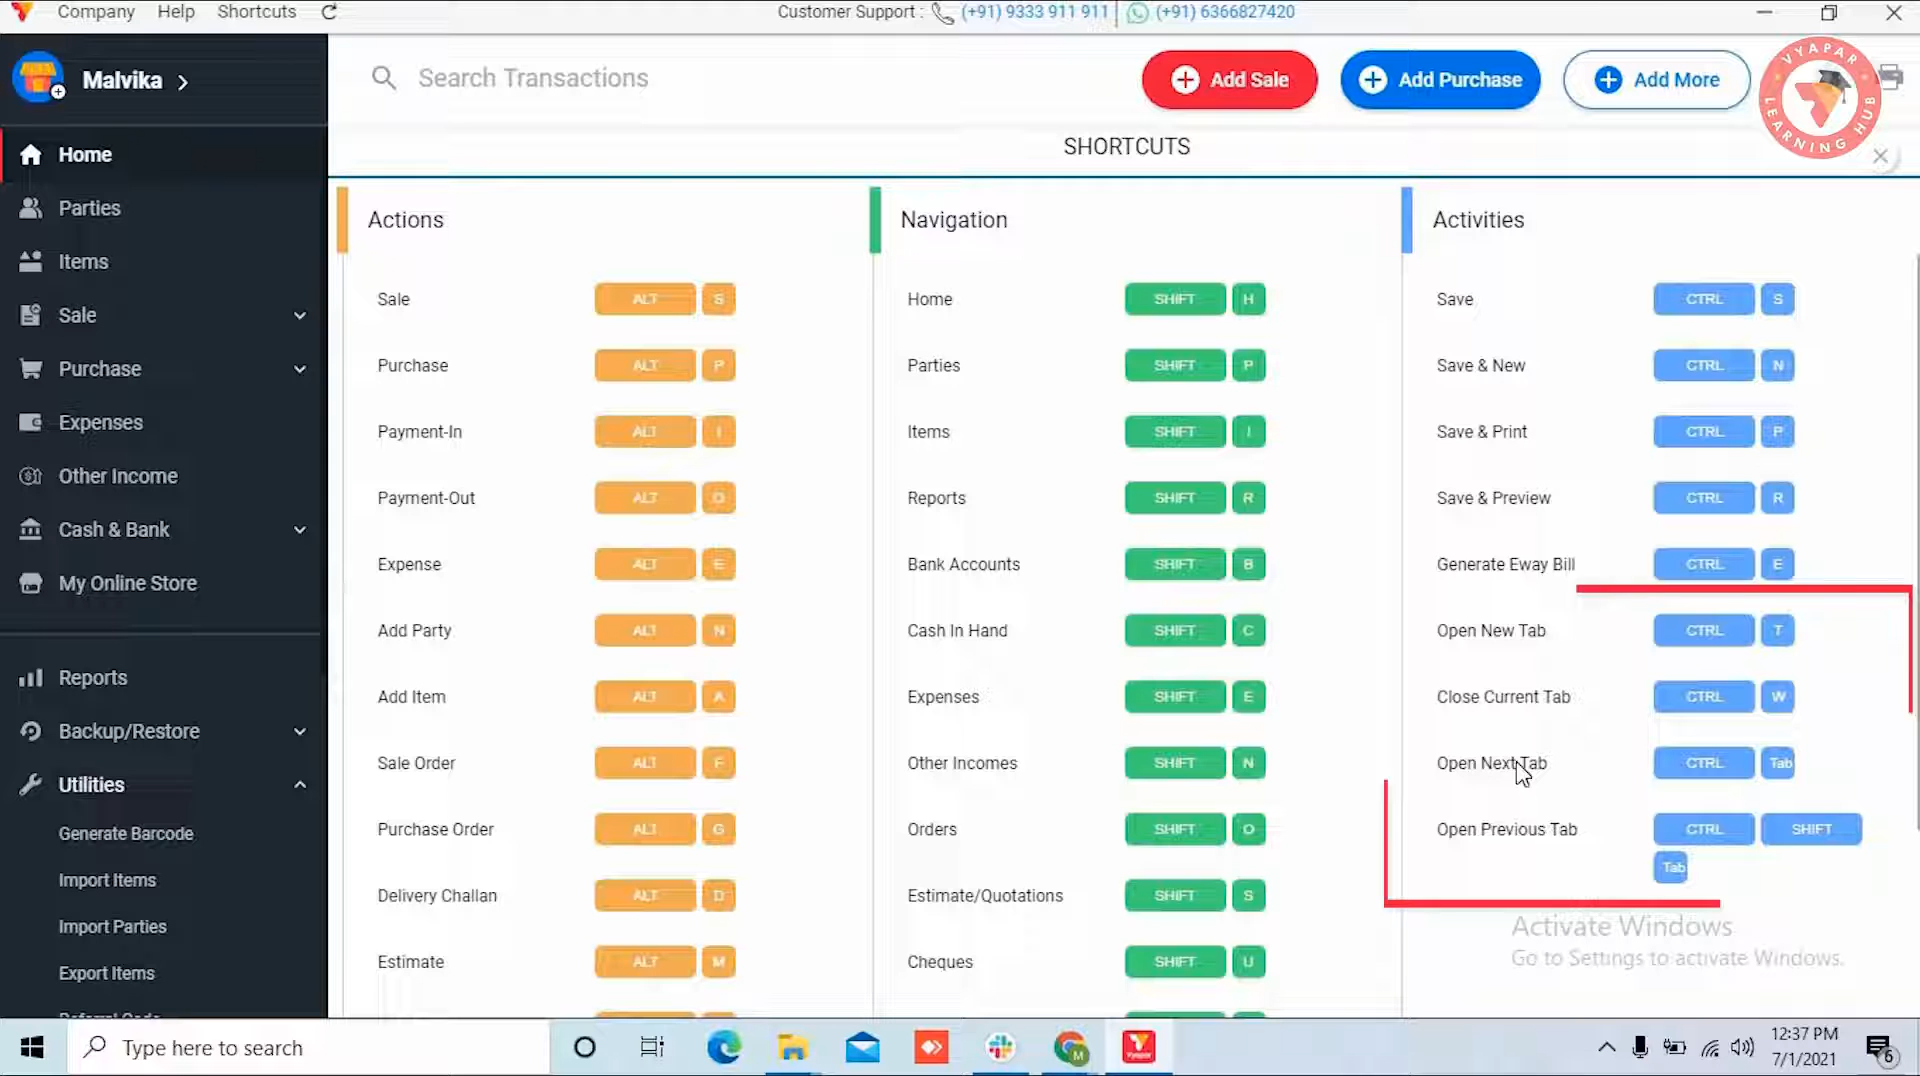 Company Help Shortcuts
Customer Support : (+91) 9333 911 911 | (+91) 6366827420
Malvika
Search Transactions
Add Sale
Add Purchase
Add More
VYAPAR
LEARNING HUB
Home
Parties
Items
Sale
Purchase
Expenses
Other Income
Cash & Bank
My Online Store
Reports
Backup/Restore
Utilities
Generate Barcode
Import Items
Import Parties
Export Items
Referral Code
SHORTCUTS
Actions
Sale ALT S
Purchase ALT P
Payment-In ALT I
Payment-Out ALT O
Expense ALT E
Add Party ALT N
Add Item ALT A
Sale Order ALT F
Purchase Order ALT G
Delivery Challan ALT D
Estimate ALT M
Navigation
Home SHIFT H
Parties SHIFT P
Items SHIFT I
Reports SHIFT R
Bank Accounts SHIFT B
Cash In Hand SHIFT C
Expenses SHIFT E
Other Incomes SHIFT N
Orders SHIFT O
Estimate/Quotations SHIFT S
Cheques SHIFT U
Activities
Save CTRL S
Save & New CTRL N
Save & Print CTRL P
Save & Preview CTRL R
Generate Eway Bill CTRL E
Open New Tab CTRL T
Close Current Tab CTRL W
Open Next Tab CTRL Tab
Open Previous Tab CTRL SHIFT
Tab
Activate Windows
Go to Settings to activate Windows.
Type here to search
M
Vyapar
12:37 PM
7/1/2021
6